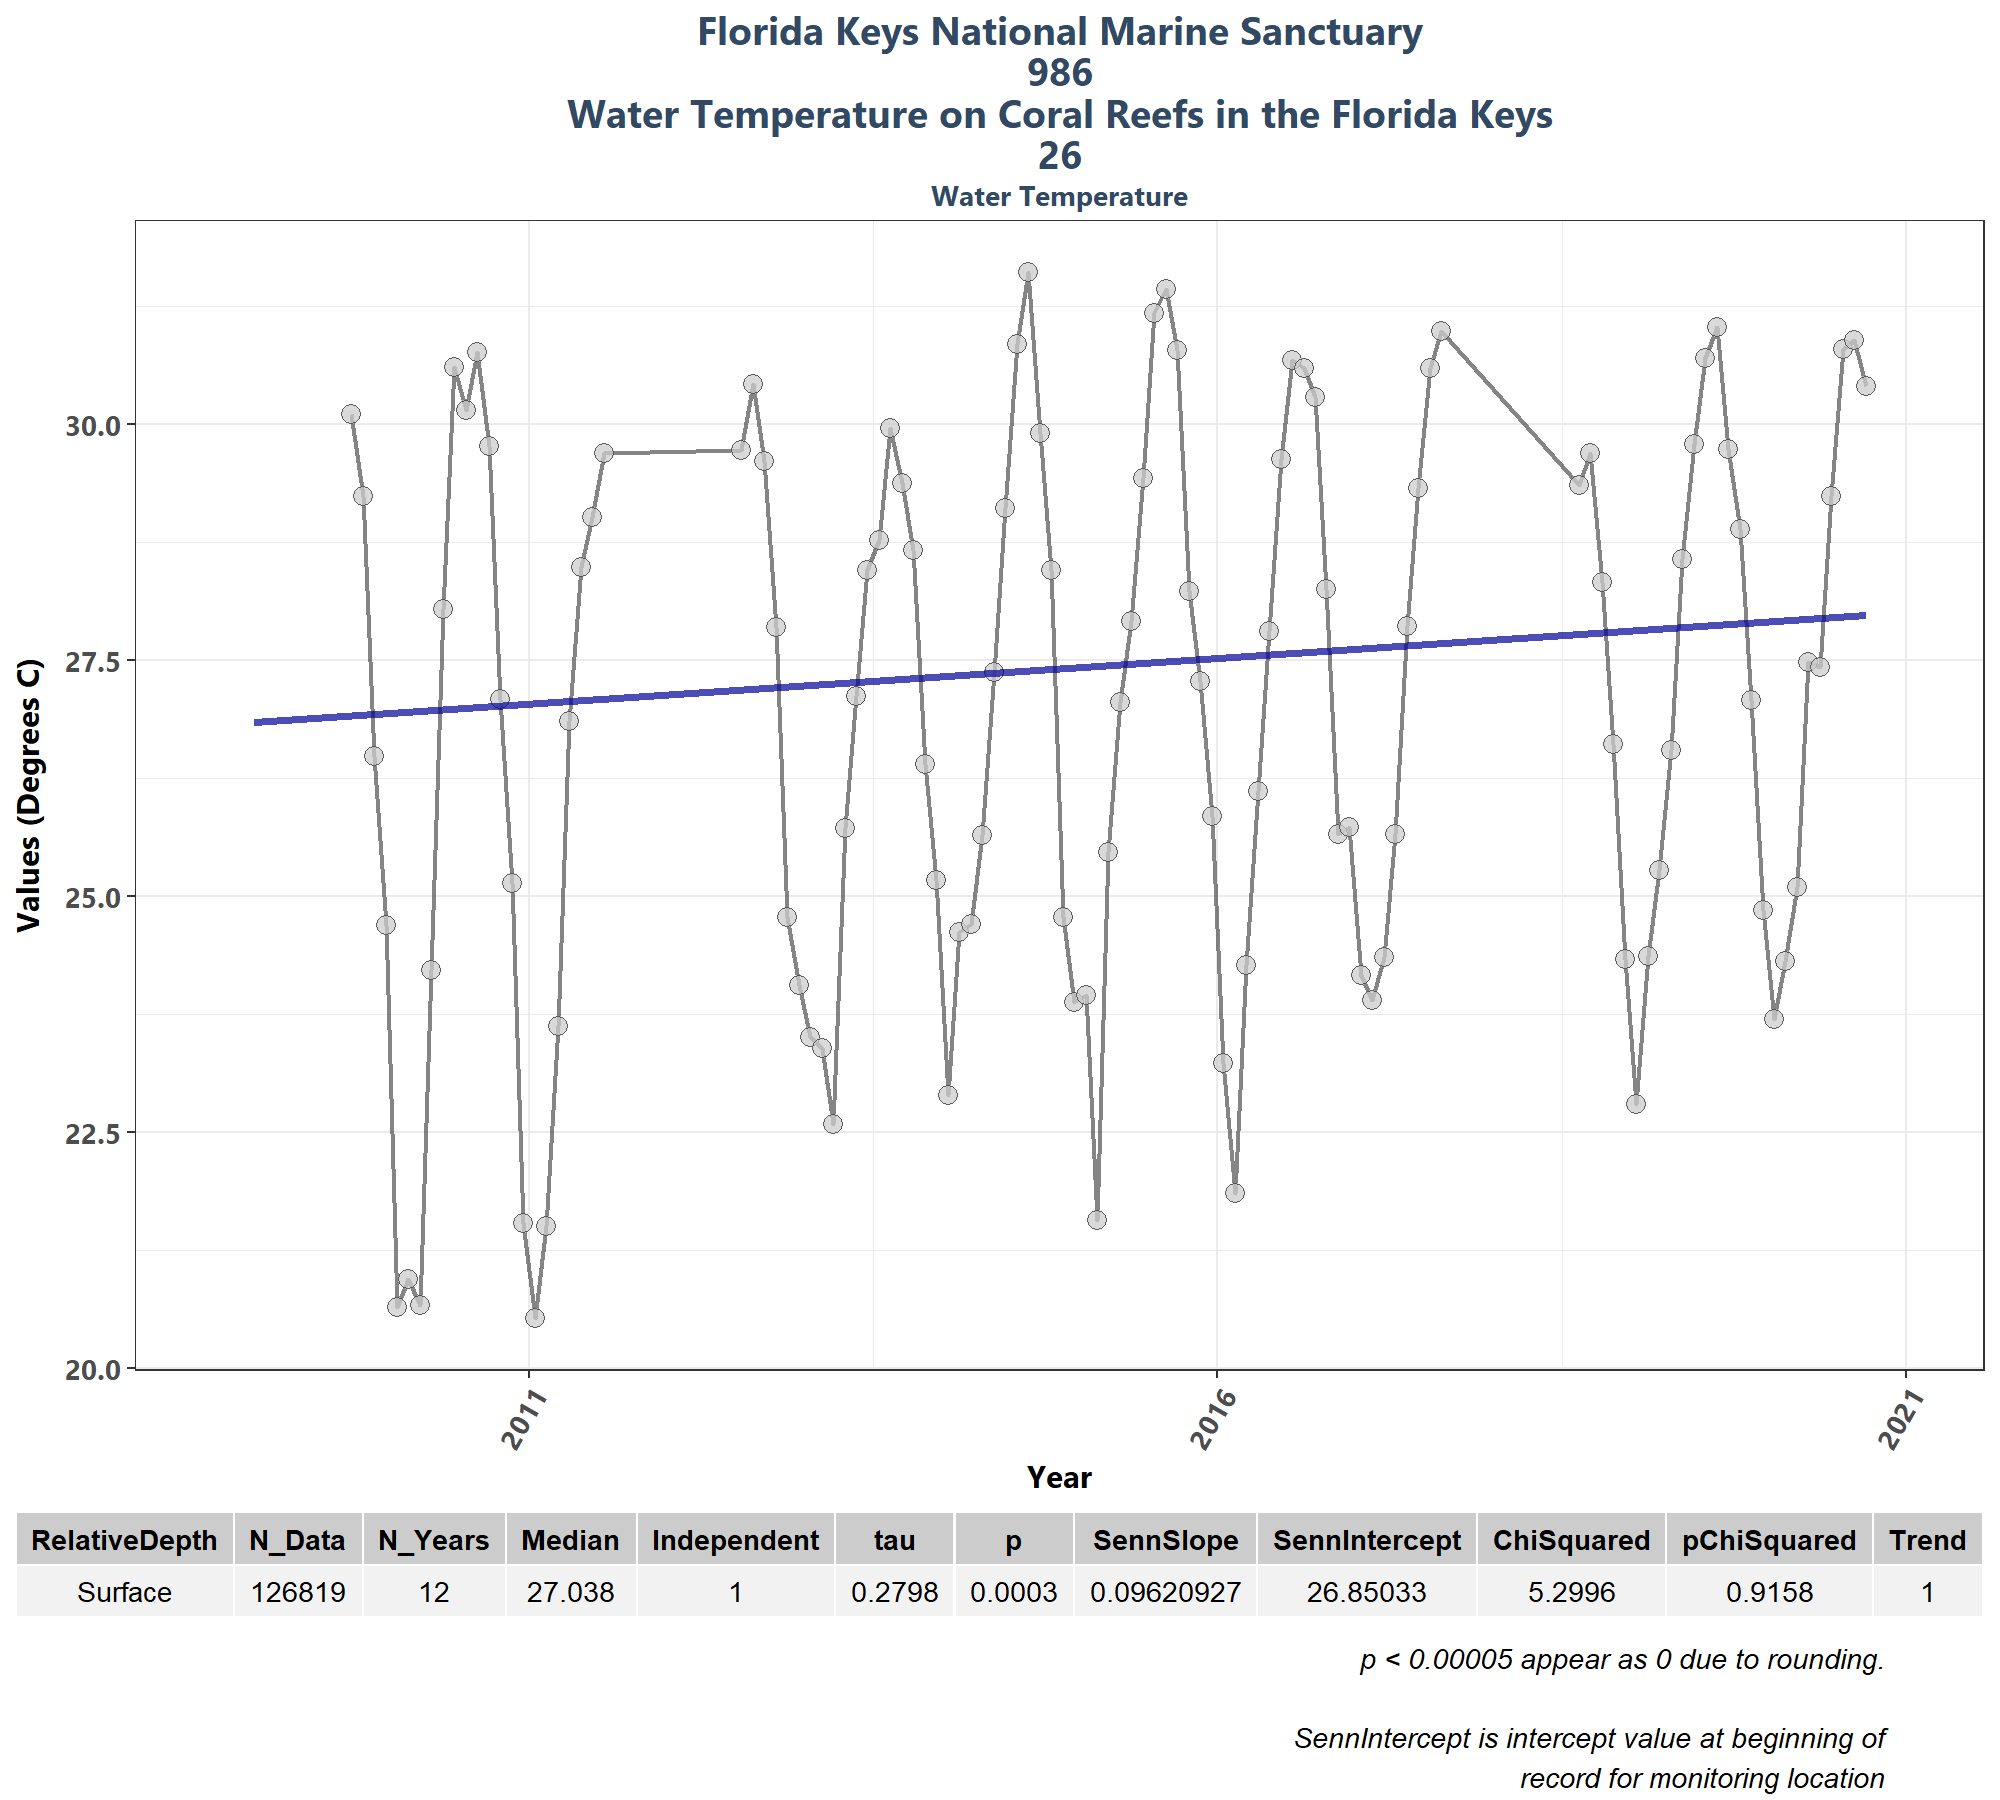 Florida Keys National Marine Sanctuary
986
Water Temperature on Coral Reefs in the Florida Keys
26
Water Temperature
Values (Degrees C)
30.0
27.5
25.0
22.5
20.0
2011
2016
2021
Year
RelativeDepth N_Data N_Years Median Independent tau p SennSlope SennIntercept ChiSquared pChiSquared Trend
Surface 126819 12 27.038 1 0.2798 0.0003 0.09620927 26.85033 5.2996 0.9158 1
p < 0.00005 appear as 0 due to rounding.
SennIntercept is intercept value at beginning of
record for monitoring location